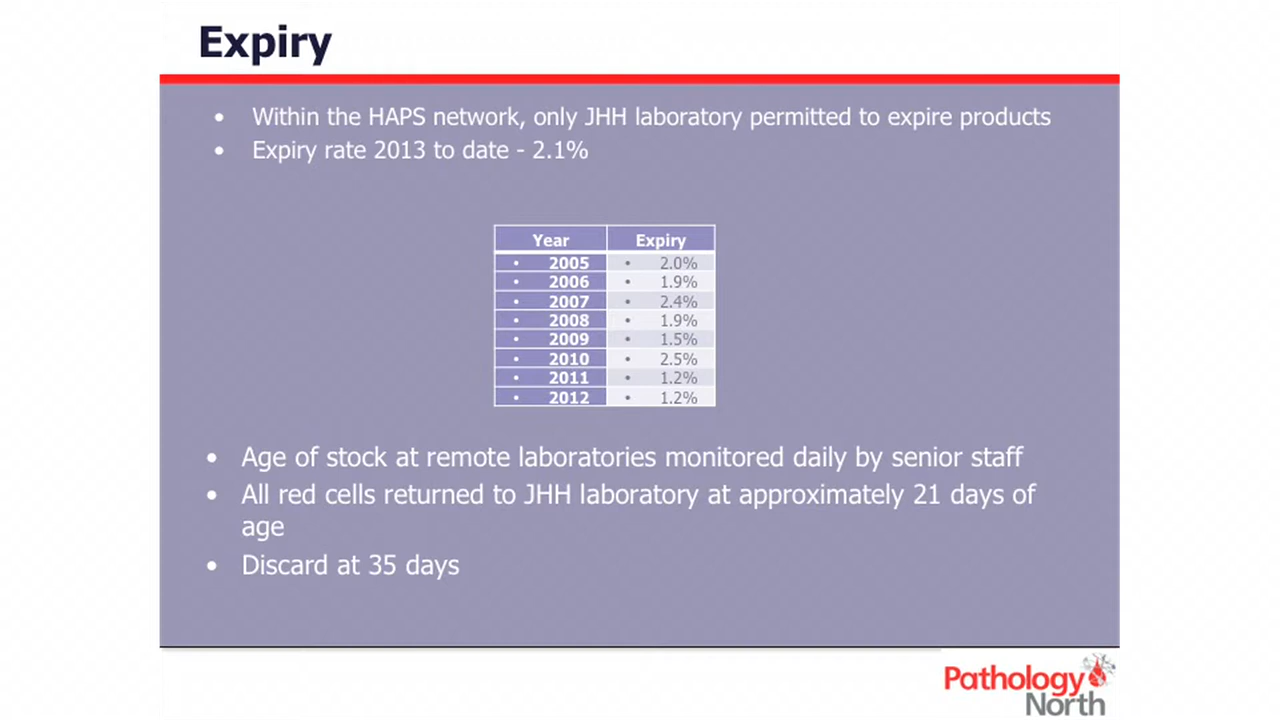 Expiry
• Within the HAPS network, only JHH laboratory permitted to expire products
• Expiry rate 2013 to date - 2.1%
Year Expiry
• 2005 • 2.0%
• 2006 • 1.9%
• 2007 • 2.4%
• 2008 • 1.9%
• 2009 • 1.5%
• 2010 • 2.5%
• 2011 • 1.2%
• 2012 • 1.2%
• Age of stock at remote laboratories monitored daily by senior staff
• All red cells returned to JHH laboratory at approximately 21 days of
age
• Discard at 35 days
Pathology
North